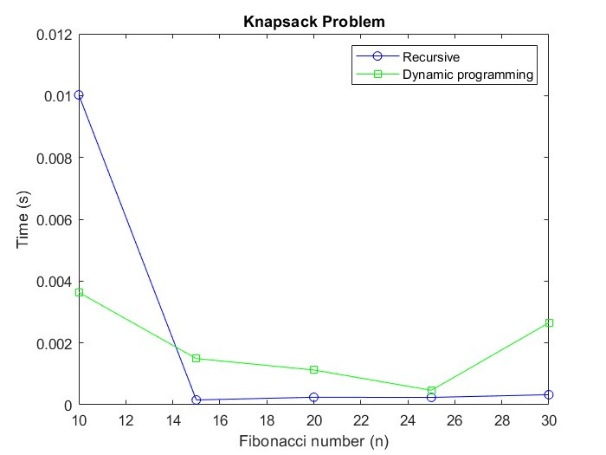 Knapsack Problem
0.012
0.01
0.008
0.006
0.004
0.002
0
Time (s)
Recursive
Dynamic programming
10 12 14 16 18 20 22 24 26 28 30
Fibonacci number (n)